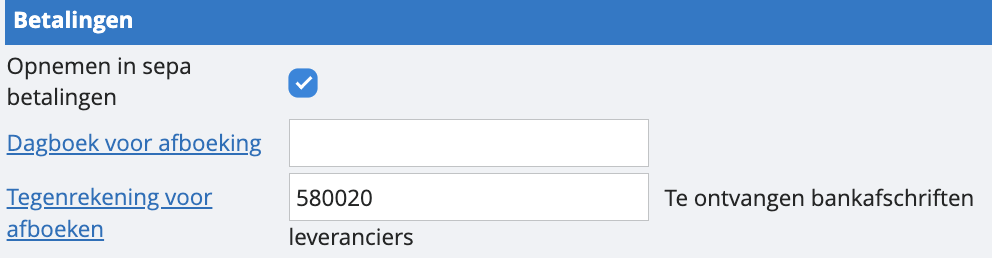 Betalingen
Opnemen in sepa
betalingen
Dagboek voor afboeking
Tegenrekening voor
afboeken
580020
Te ontvangen bankafschriften
leveranciers